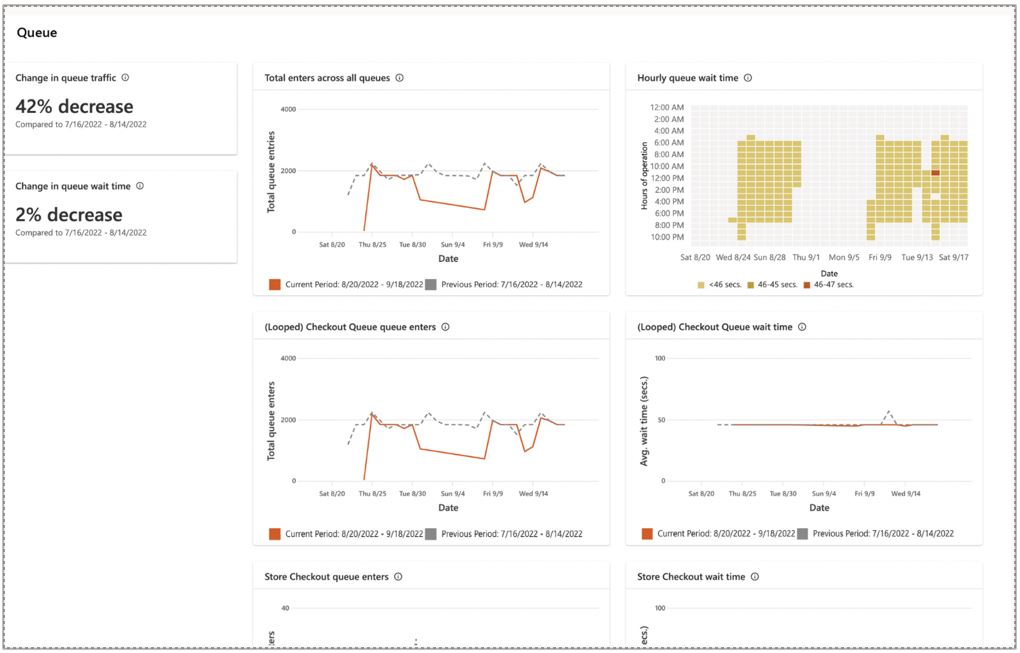 Queue
Change in queue traffic
42% decrease
Compared to 7/16/2022 - 8/14/2022
Change in queue wait time
2% decrease
Compared to 7/16/2022 - 8/14/2022
Total enters across all queues
Total queue entries
4000
2000
0
Sat 8/20 Thu 8/25 Tue 8/30 Sun 9/4 Fri 9/9 Wed 9/14
Date
Current Period: 8/20/2022 - 9/18/2022 Previous Period: 7/16/2022 - 8/14/2022
Hourly queue wait time
Hours of operation
12:00 AM
2:00 AM
4:00 AM
6:00 AM
8:00 AM
10:00 AM
12:00 PM
2:00 PM
4:00 PM
6:00 PM
8:00 PM
10:00 PM
Sat 8/20 Wed 8/24 Sun 8/28 Thu 9/1 Mon 9/5 Fri 9/9 Tue 9/13 Sat 9/17
Date
<46 secs. 46-45 secs. 46-47 secs.
(Looped) Checkout Queue queue enters
Total queue enters
4000
2000
0
Sat 8/20 Thu 8/25 Tue 8/30 Sun 9/4 Fri 9/9 Wed 9/14
Date
Current Period: 8/20/2022 - 9/18/2022 Previous Period: 7/16/2022 - 8/14/2022
(Looped) Checkout Queue wait time
Avg. wait time (secs.)
100
50
0
Sat 8/20 Thu 8/25 Tue 8/30 Sun 9/4 Fri 9/9 Wed 9/14
Date
Current Period: 8/20/2022 - 9/18/2022 Previous Period: 7/16/2022 - 8/14/2022
Store Checkout queue enters
40
Store Checkout wait time
100